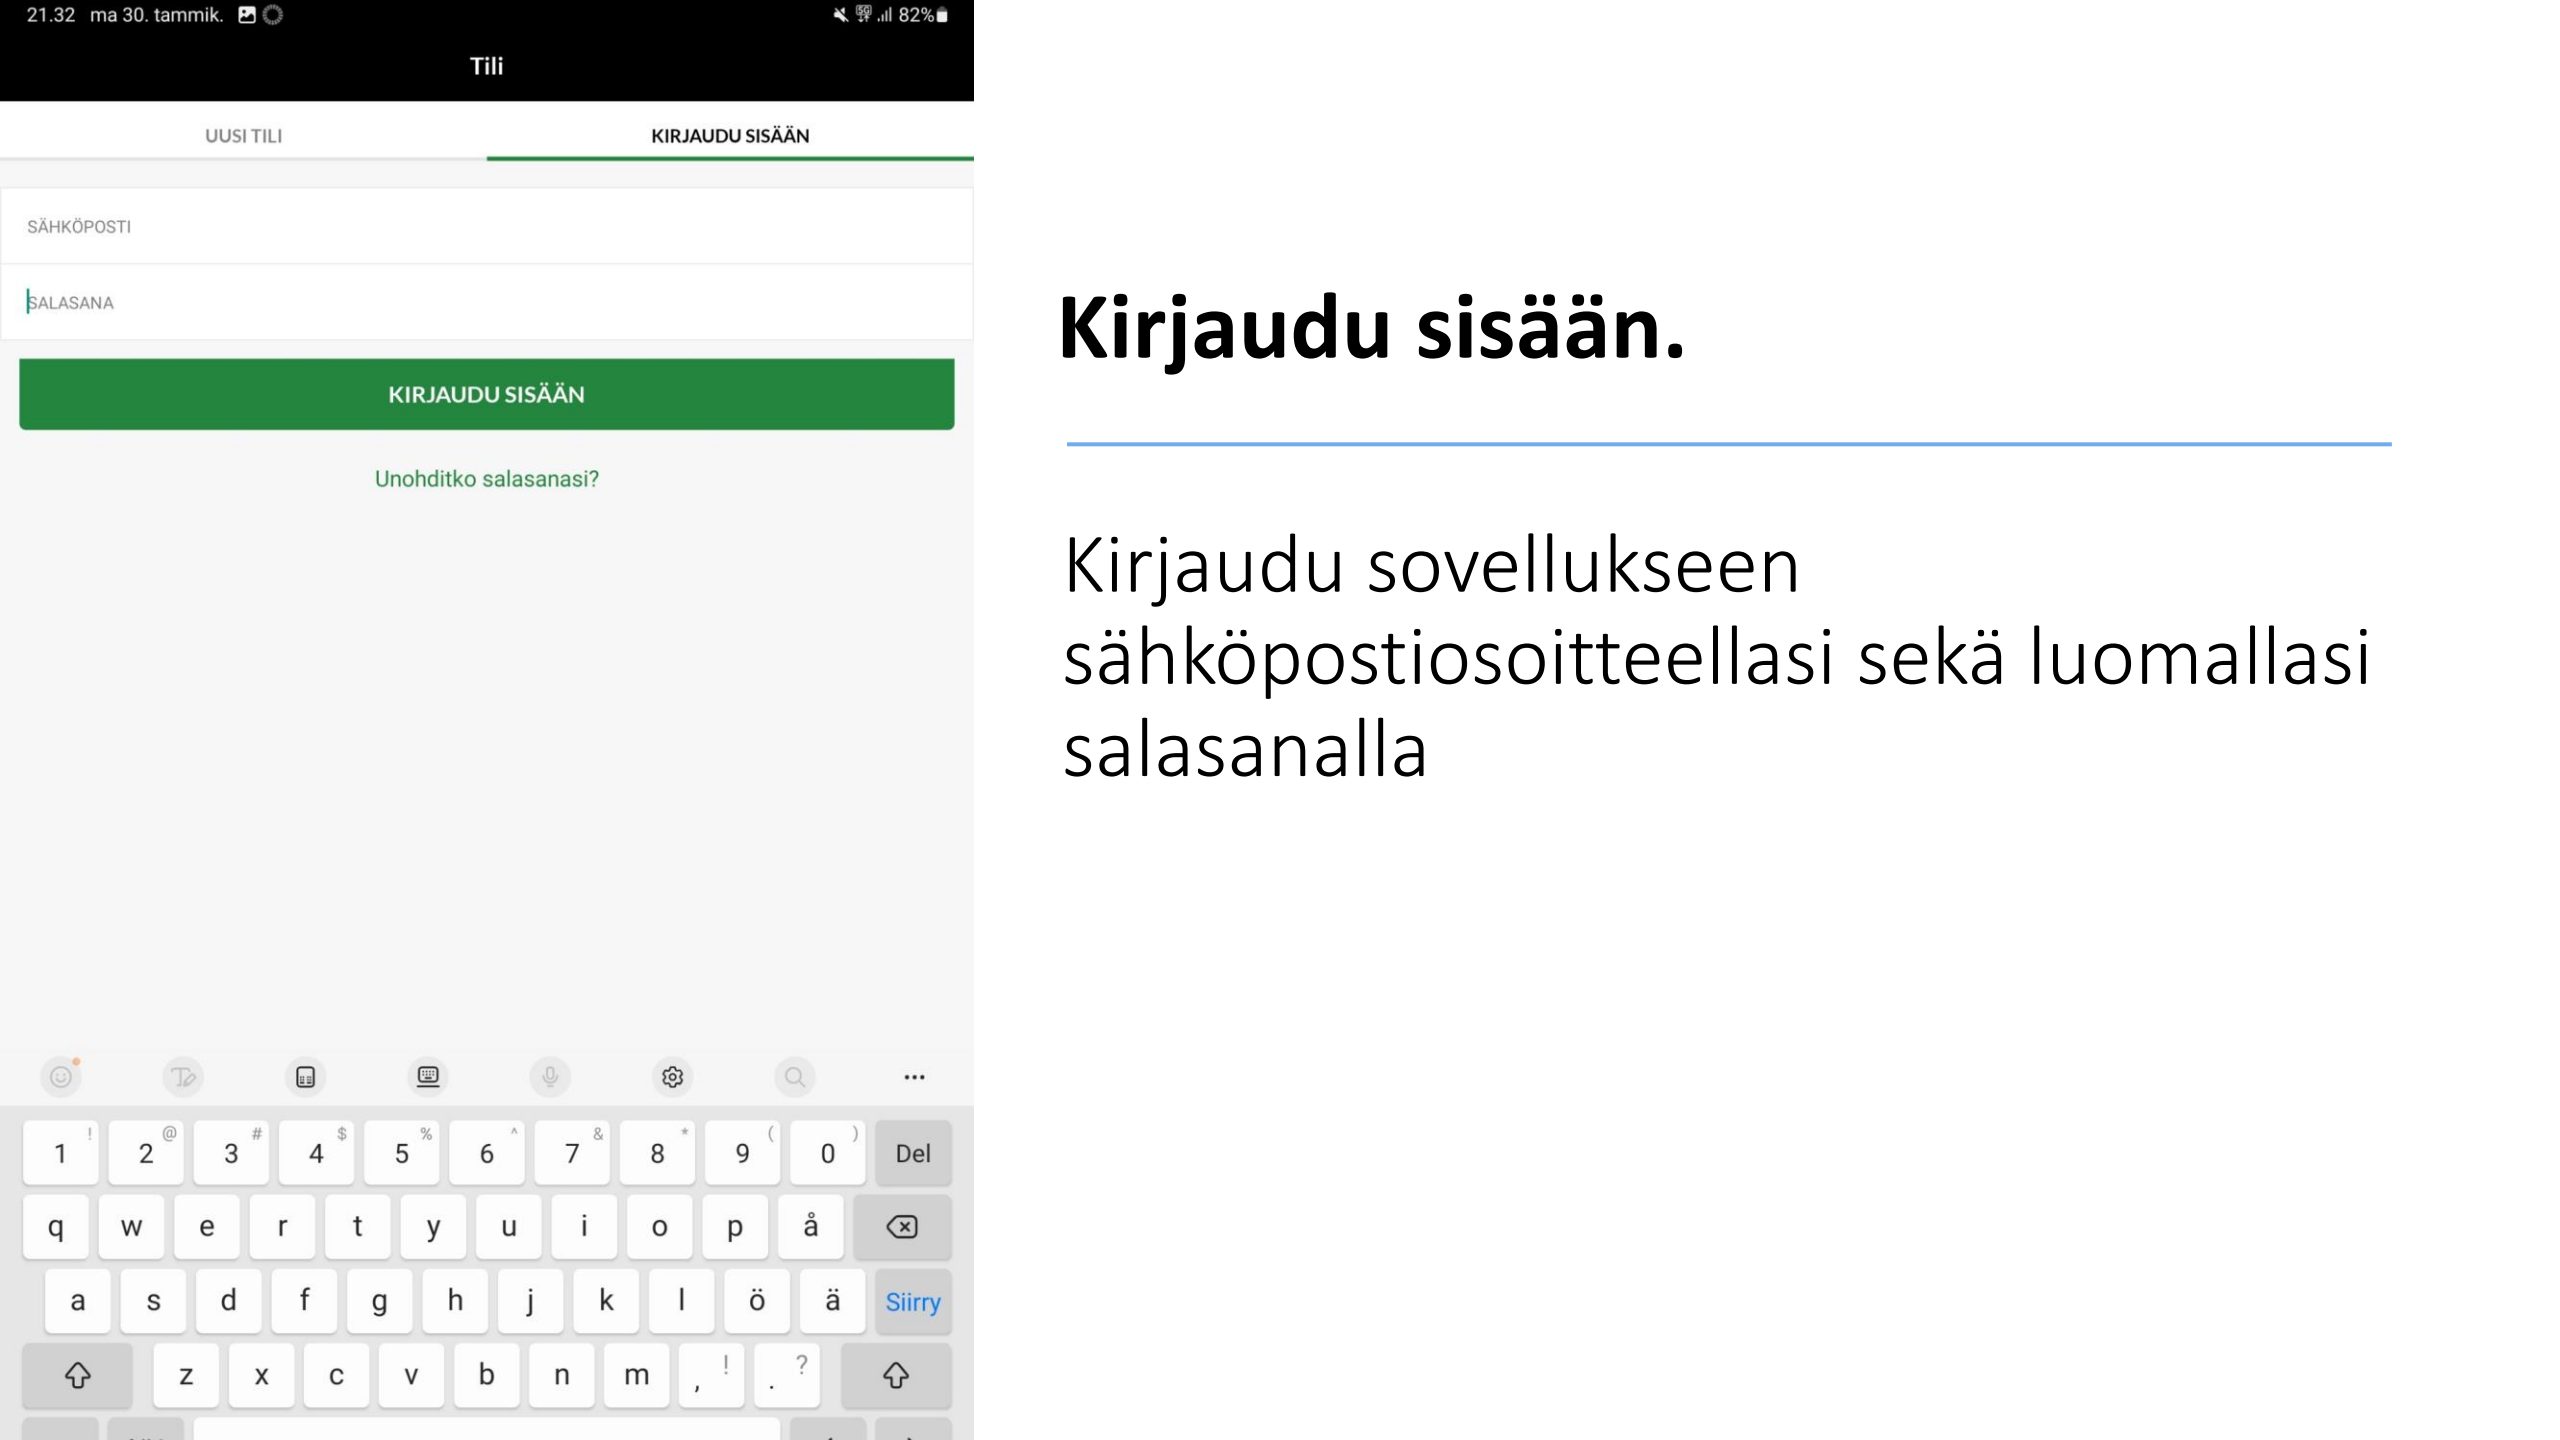 21.32 ma 30. tammik. 82%
Tili
UUSI TILI KIRJAUDU SISÄÄN
SÄHKÖPOSTI
SALASANA
KIRJAUDU SISÄÄN
Unohditko salasanasi?
1 ! 2 @ 3 # 4 $ 5 % 6 ^ 7 & 8 * 9 ( 0 ) Del
q w e r t y u i o p å
a s d f g h j k l ö ä Siirry
z x c v b n m , ! . ?
Kirjaudu sisään.
Kirjaudu sovellukseen
sähköpostiosoitteellasi sekä luomallasi
salasanalla